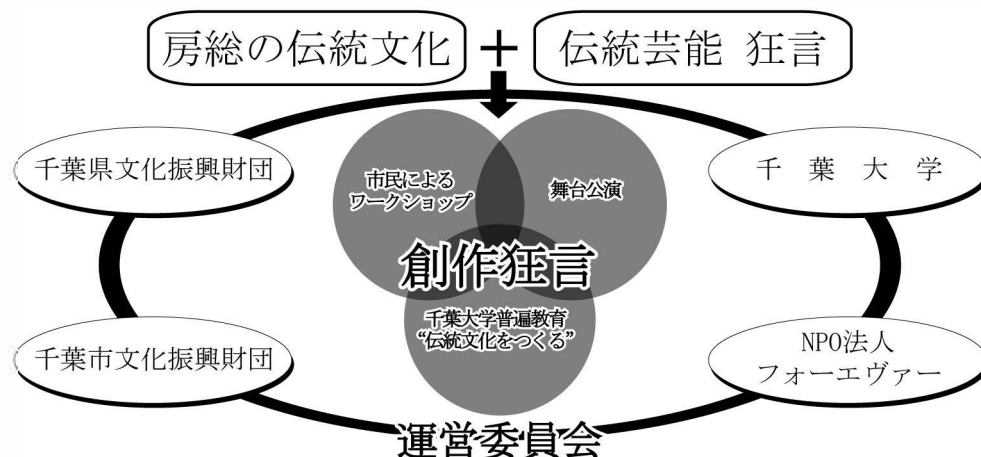 房総の伝統文化 + 伝統芸能 狂言
千葉県文化振興財団
市民による
ワークショップ
舞台公演
千葉大学
創作狂言
千葉大学普遍教育
“伝統文化をつくる”
千葉市文化振興財団
NPO法人
フォーエヴァー
運営委員会